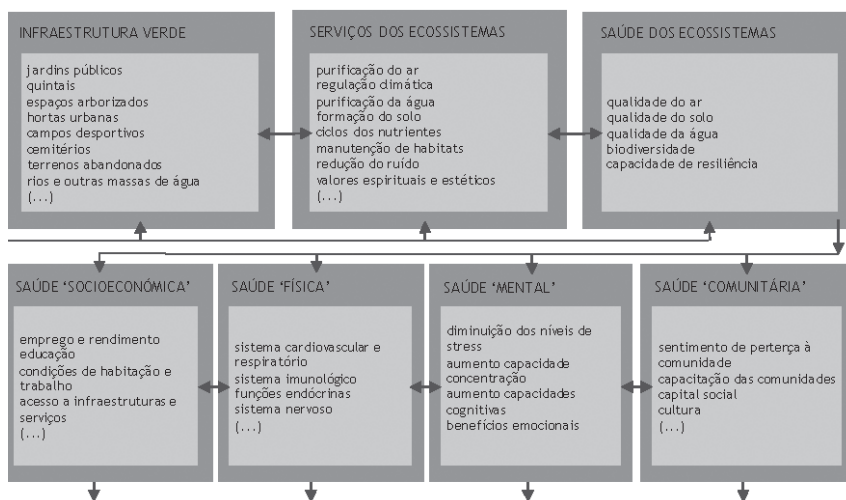 INFRAESTRUTURA VERDE
jardins públicos
quintais
espaços arborizados
hortas urbanas
campos desportivos
cemitérios
terrenos abandonados
rios e outras massas de água
(...)
SERVIÇOS DOS ECOSSISTEMAS
purificação do ar
regulação climática
purificação da água
formação do solo
ciclos dos nutrientes
manutenção de habitats
redução do ruído
valores espirituais e estéticos
(...)
SAÚDE DOS ECOSSISTEMAS
qualidade do ar
qualidade do solo
qualidade da água
biodiversidade
capacidade de resiliência
SAÚDE ‘SOCIOECONÓMICA’
emprego e rendimento
educação
condições de habitação e
trabalho
acesso a infraestruturas e
serviços
(...)
SAÚDE ‘FÍSICA’
sistema cardiovascular e
respiratório
sistema imunológico
funções endócrinas
sistema nervoso
(...)
SAÚDE ‘MENTAL’
diminuição dos níveis de
stress
aumento capacidade
concentração
aumento capacidades
cognitivas
benefícios emocionais
SAÚDE ‘COMUNITÁRIA’
sentimento de pertença à
comunidade
capacitação das comunidades
capital social
cultura
(...)